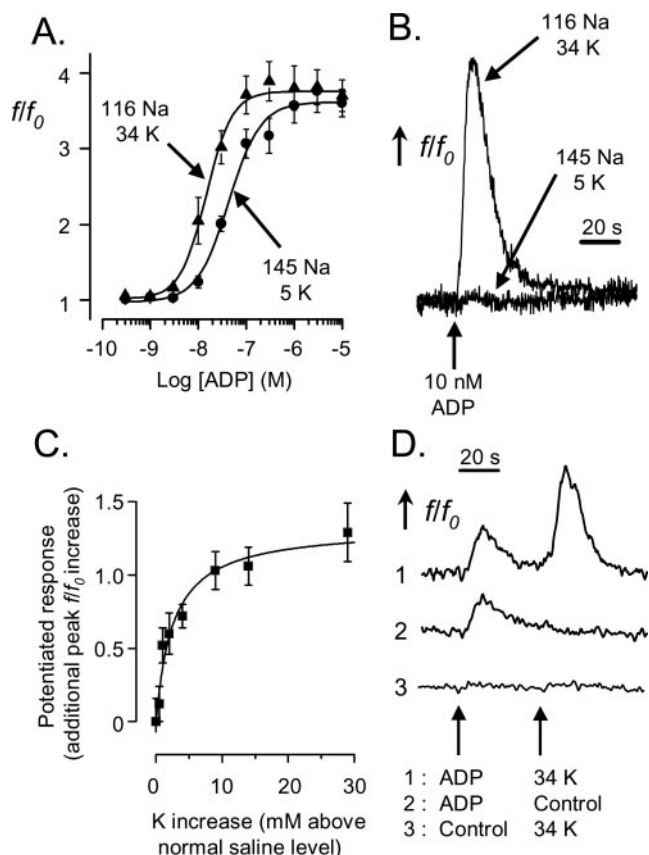 A.
f/f0
4
3
2
1
116 Na
34 K
145 Na
5 K
-10 -9 -8 -7 -6 -5
Log [ADP] (M)
B.
116 Na
34 K
f/f0
145 Na
5 K
20 s
10 nM
ADP
C.
Potentiated response
(additional peak f/f0 increase)
1.5
1.0
0.5
0
0 10 20 30
K increase (mM above
normal saline level)
D.
20 s
f/f0
1
2
3
1 : ADP 34 K
2 : ADP Control
3 : Control 34 K